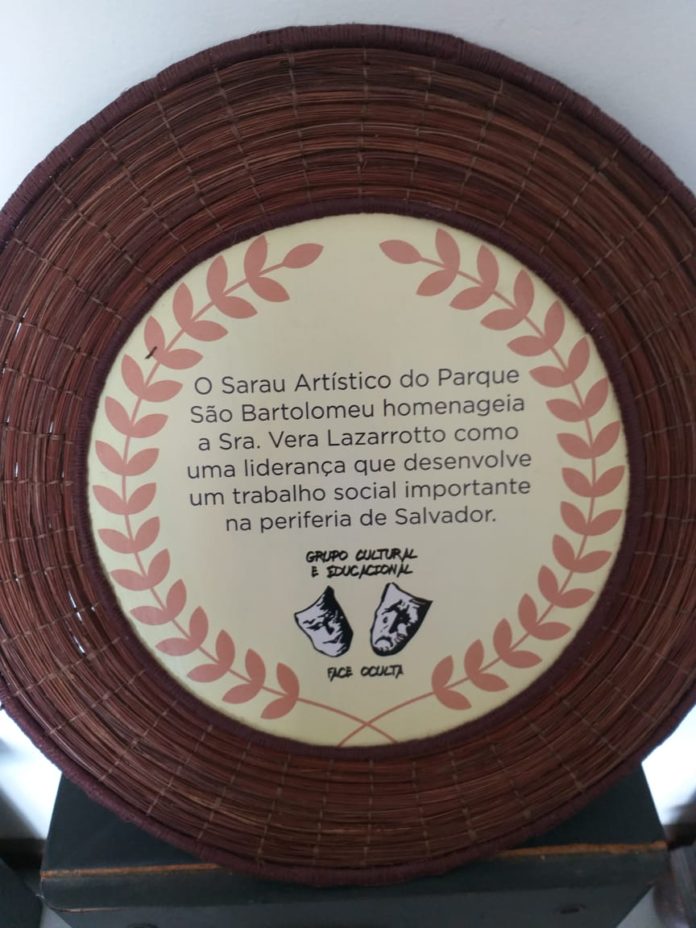 O Sarau Artístico do Parque
São Bartolomeu homenageia
a Sra. Vera Lazarrotto como
uma liderança que desenvolve
um trabalho social importante
na periferia de Salvador.
GRUPO CULTURAL
E EDUCACIONAL
FACE OCULTA